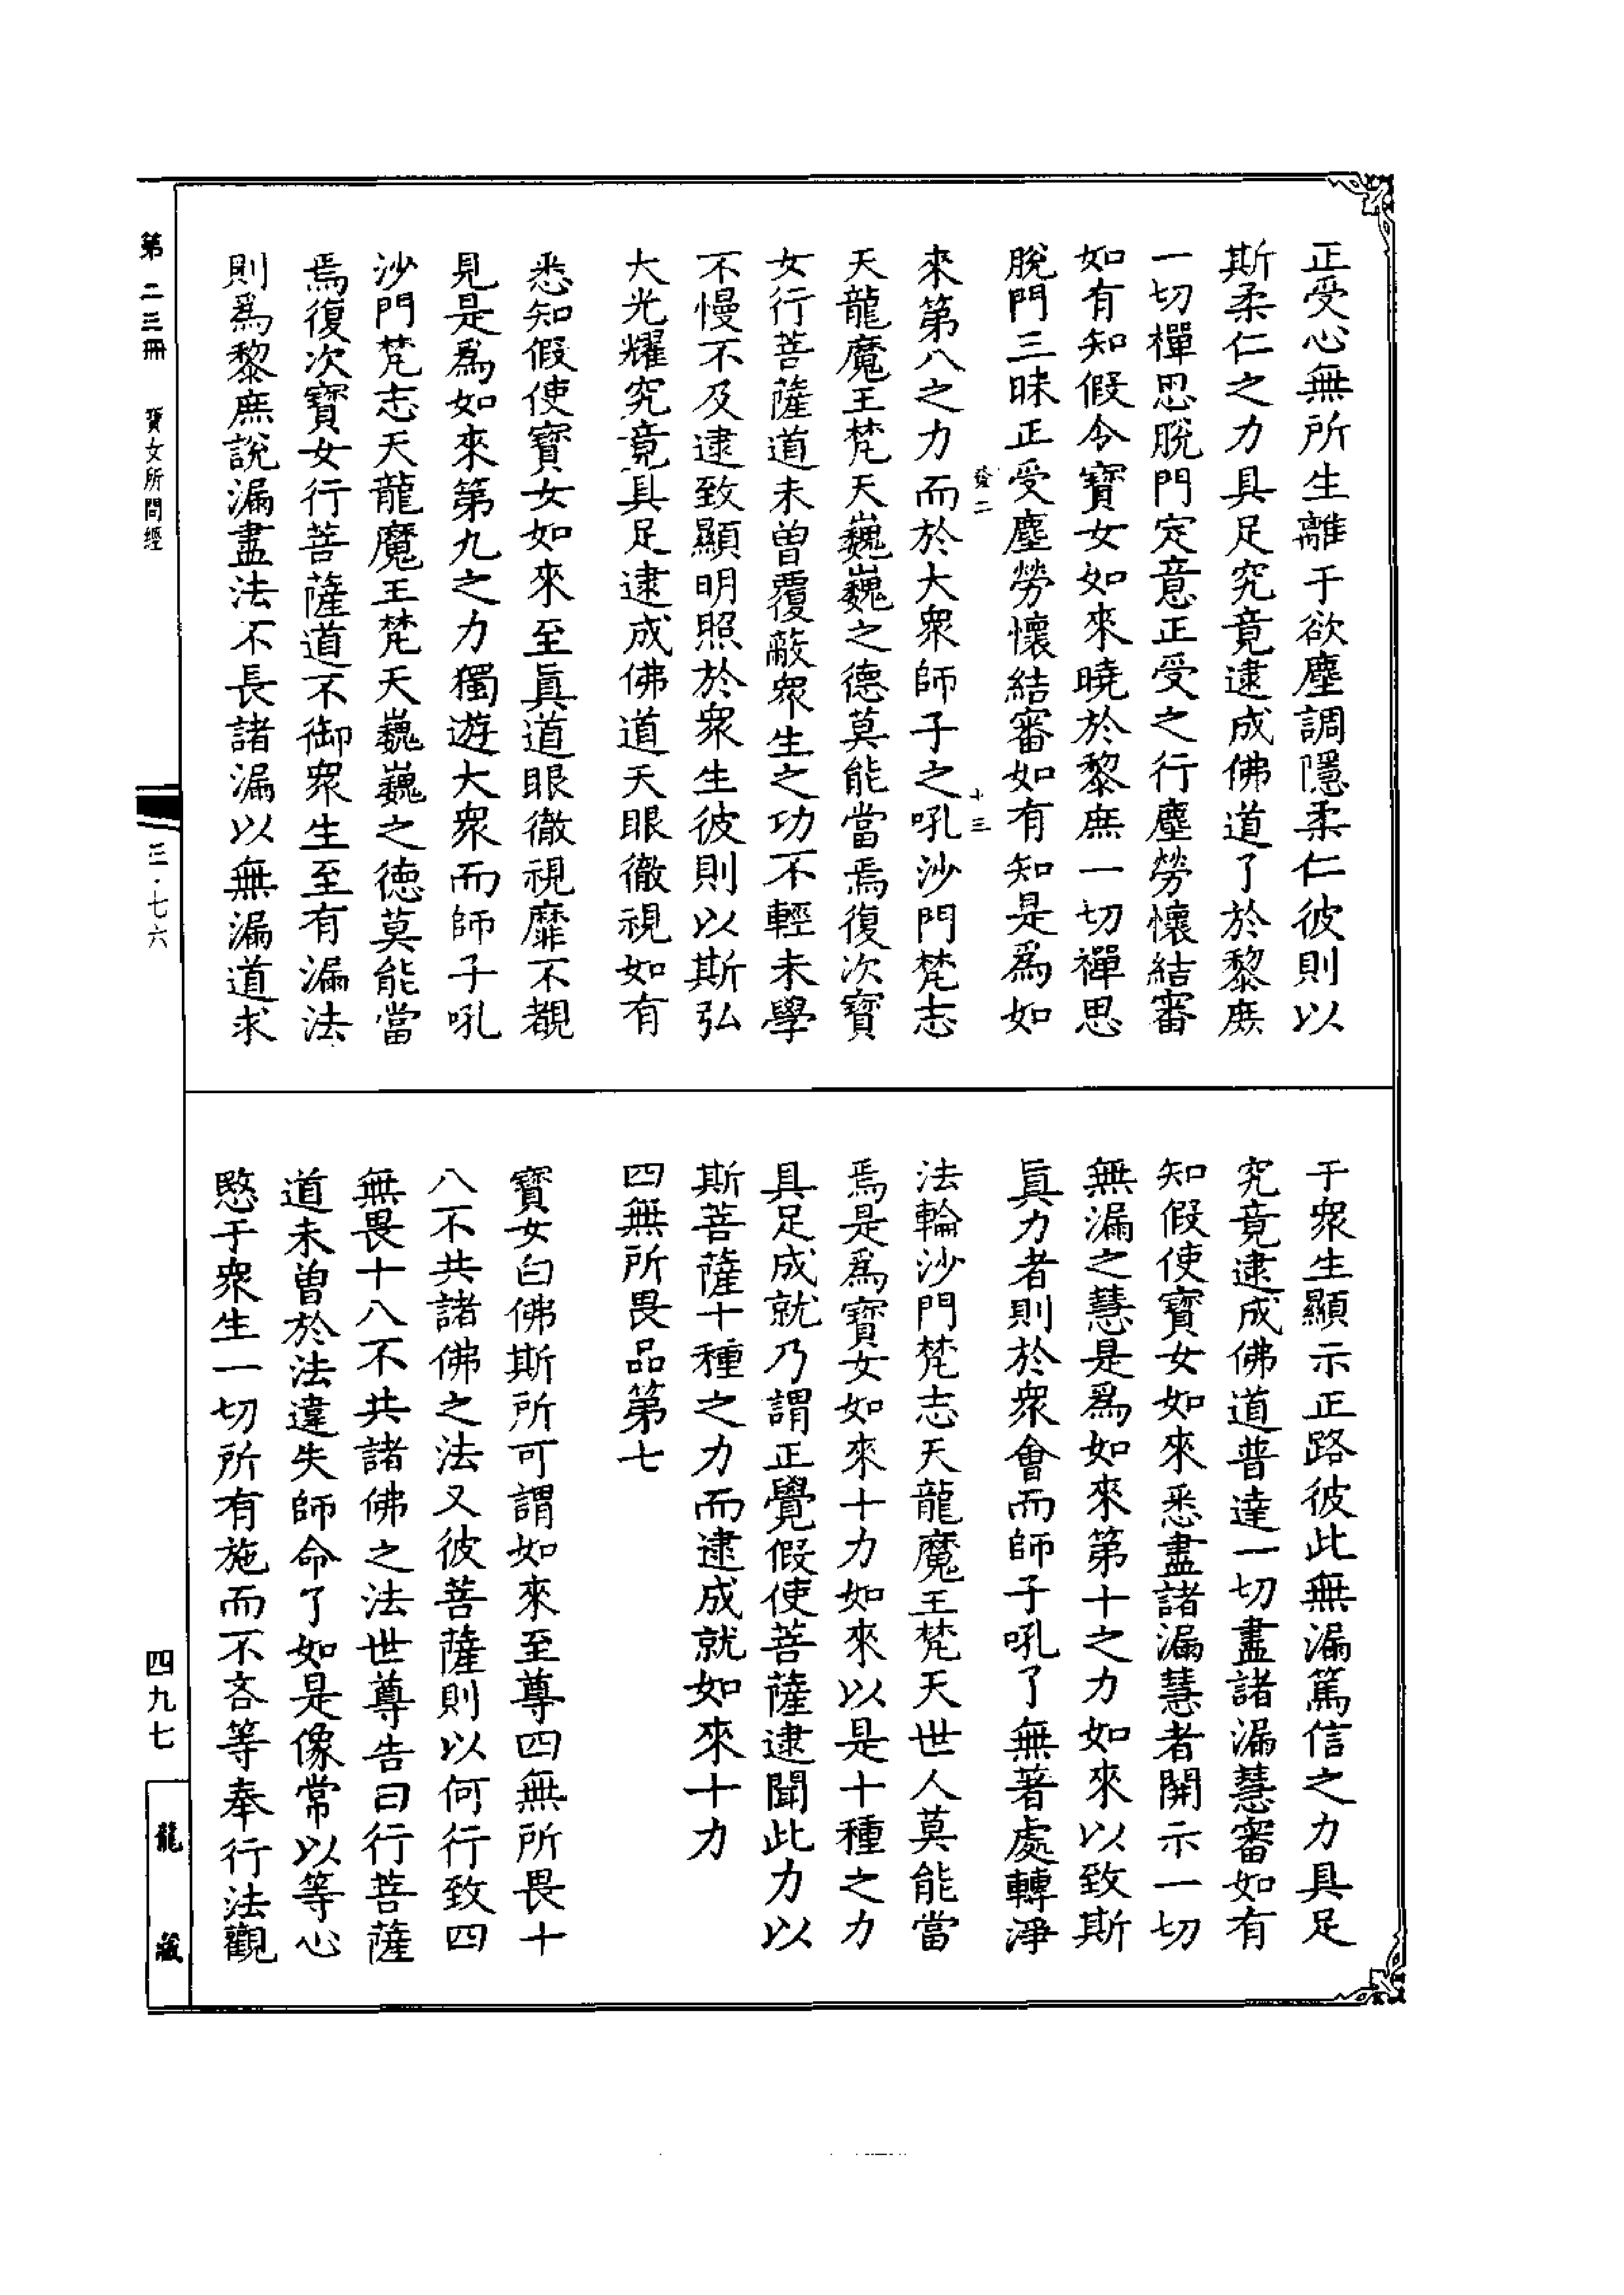 正受心無所生離于欲塵調隱柔仁彼則以
斯柔仁之力具足究竟逮成佛道了於黎庶
一切禪思脫門定意正受之行塵勞懷結審
如有知假令寶女如來曉於黎庶一切禪思
脫門三昧正受塵勞懷結審如有知是爲如
十三
來第八之力而於大衆師子之吼沙門梵志
天龍魔王梵天巍巍之德莫能當焉復次寶
女行菩薩道未曾覆蔽衆生之功不輕未學
不慢不及逮致顯明照於衆生彼則以斯弘
大光耀究竟具足逮成佛道天眼徹視如有
悉知假使寶女如來至眞道眼徹視靡不覩
見是爲如來第九之力獨遊大衆而師子吼
沙門梵志天龍魔王梵天巍巍之德莫能當
焉復次寶女行菩薩道不御衆生至有漏法
則爲黎庶說漏盡法不長諸漏以無漏道求
于衆生顯示正路彼此無漏篤信之力具足
究竟逮成佛道普達一切盡諸漏慧審如有
知假使寶女如來悉盡諸漏慧者開示一切
無漏之慧是爲如來第十之力如來以致斯
眞力者則於衆會而師子吼了無著處轉淨
法輪沙門梵志天龍魔王梵天世人莫能當
焉是爲寶女如來十力如來以是十種之力
具足成就乃謂正覺假使菩薩逮聞此力以
斯菩薩十種之力而逮成就如來十力
四無所畏品第七
寶女白佛斯所可謂如來至尊四無所畏十
八不共諸佛之法又彼菩薩則以何行致四
無畏十八不共諸佛之法世尊告曰行菩薩
道未曾於法違失師命了如是像常以等心
愍于衆生一切所有施而不吝等奉行法觀
第二三冊 寶女所問經
三·七六
四九七
龍藏